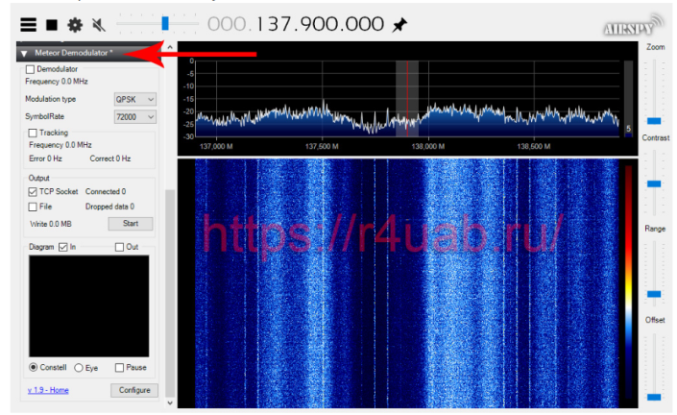 000.137.900.000
AIRSPY
Zoom
Meteor Demodulator *
Demodulator
Frequency 0.0 MHz
Modulation type QPSK
SymbolRate 72000
Tracking
Frequency 0.0 MHz
Error 0 Hz Correct 0 Hz
Output
TCP Socket Connected 0
File Dropped data 0
Write 0.0 MB Start
Diagram In Out
Constell Eye Pause
v 1.9 - Home Configure
0
-5
-10
-15
-20
-25
-30
5
137,000 M 137,500 M 138,000 M 138,500 M
https://r4uab.ru/
Contrast
Range
Offset